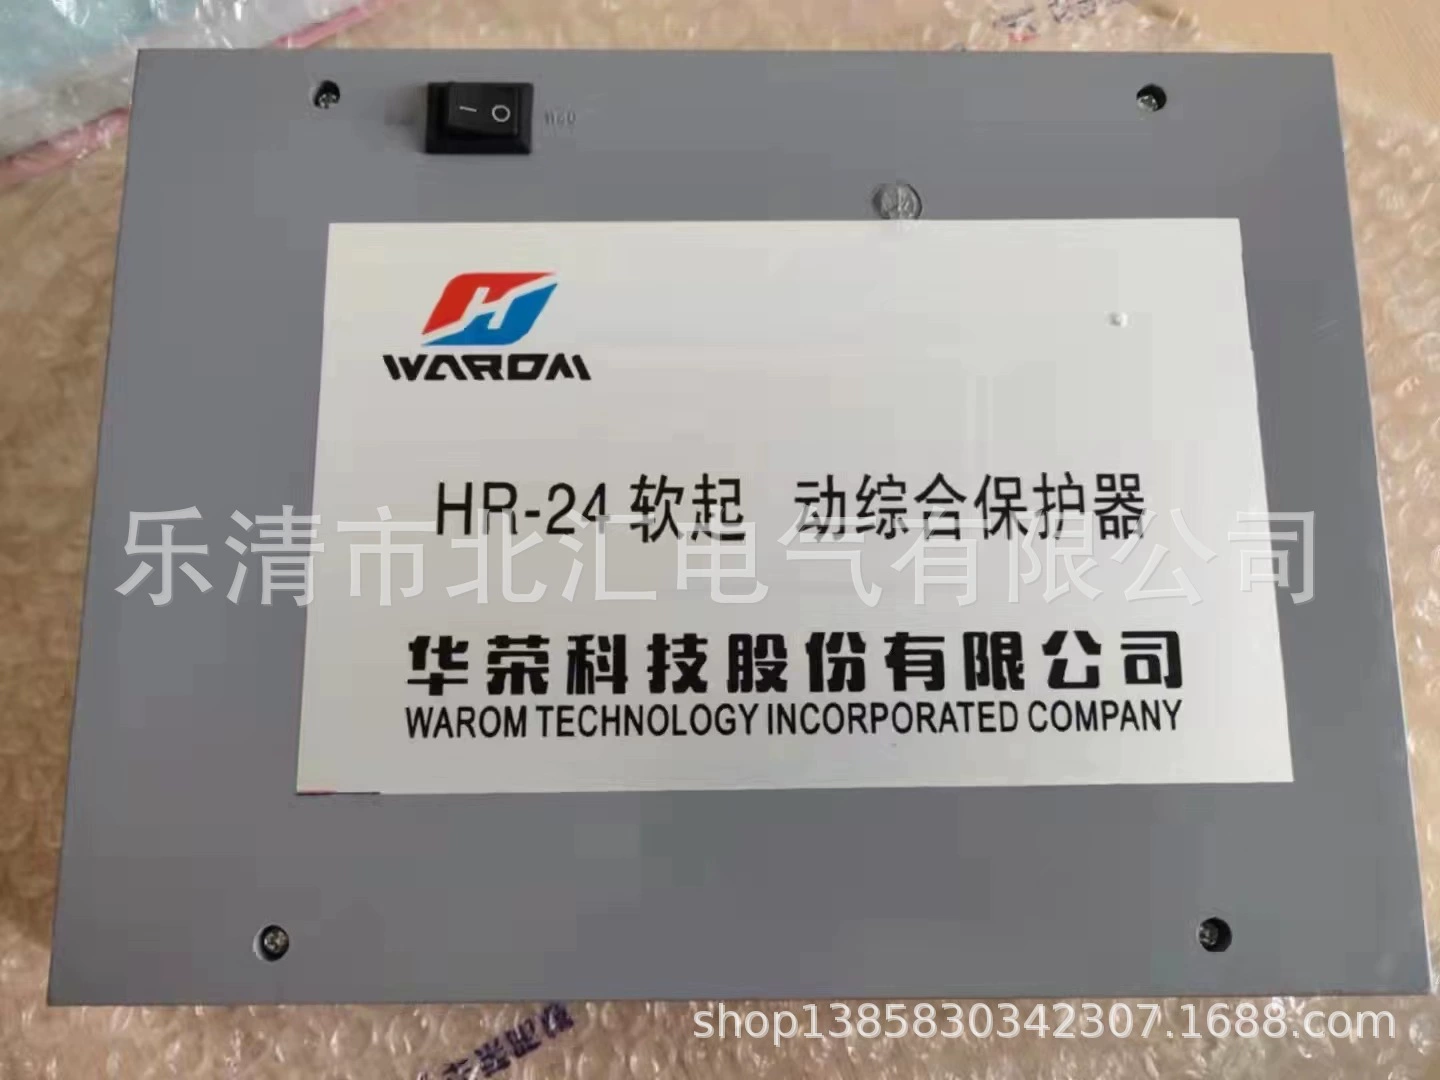 WAROM
HR-24 软起 动综合保护器
乐清市北汇电气有限公司
华荣科技股份有限公司
WAROM TECHNOLOGY INCORPORATED COMPANY
shop1385830342307.1688.com